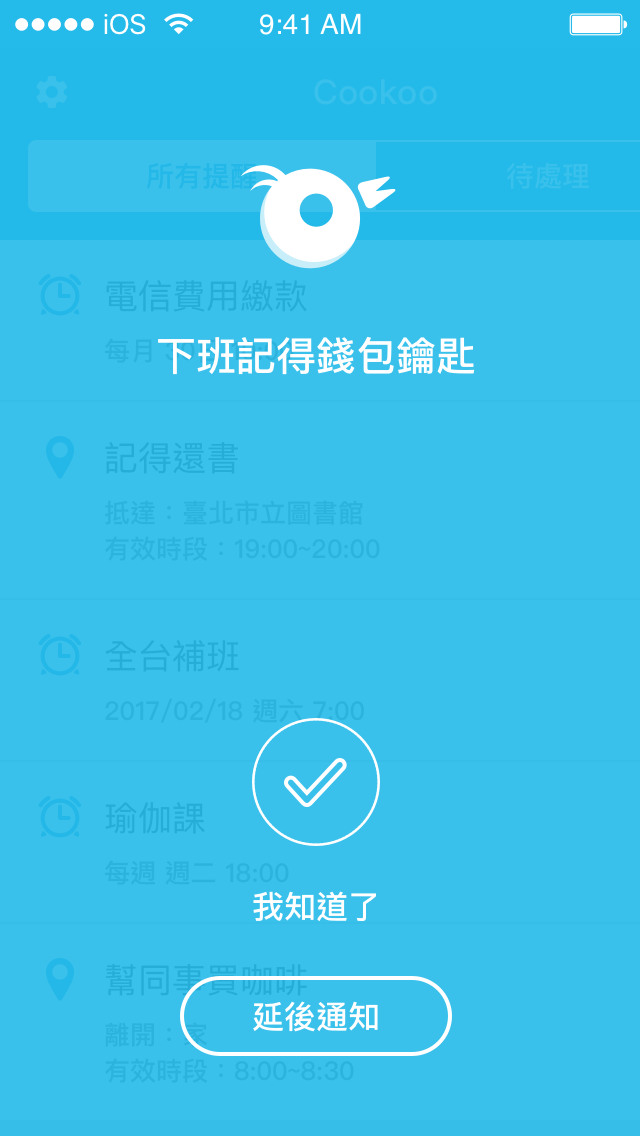 iOS 9:41 AM
Cookoo
所有提醒 待處理
電信費用繳款
每月 30
下班記得錢包鑰匙
記得還書
抵達：臺北市立圖書館
有效時段：19:00~20:00
全台補班
2017/02/18 週六 7:00
瑜伽課
每週 週二 18:00
我知道了
幫同事買咖啡
延後通知
離開：家
有效時段：8:00~8:30